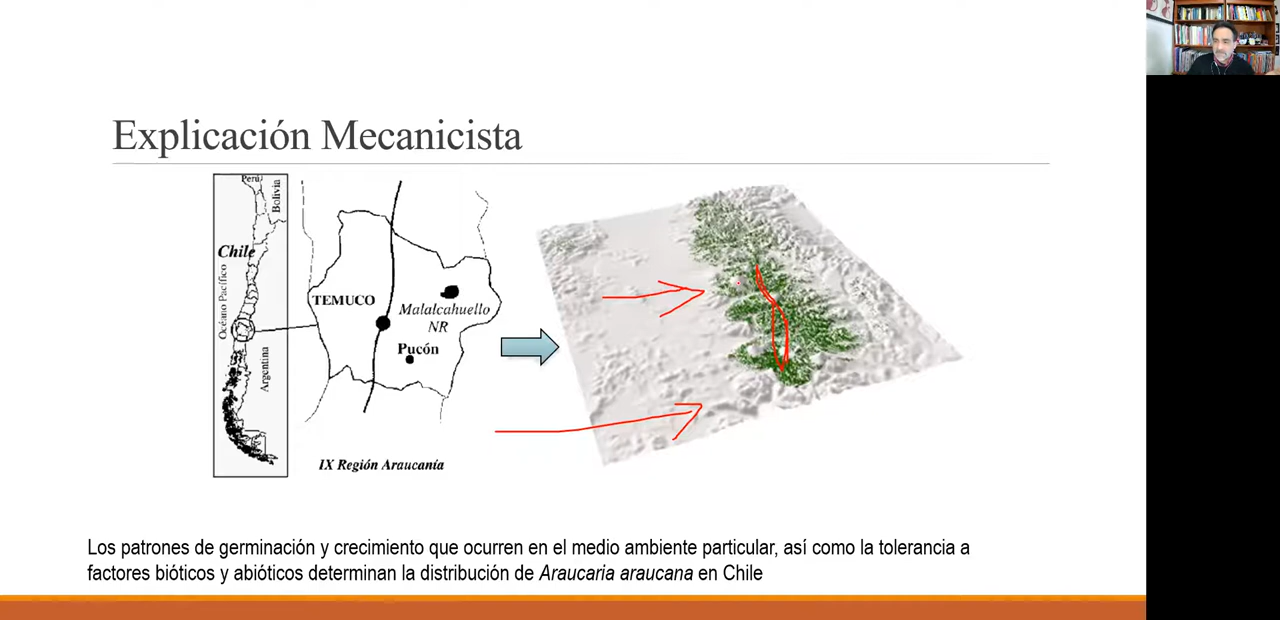 Explicación Mecanicista
Perú
Bolivia
Chile
Océano Pacífico
Argentina
TEMUCO
Malalcahuello
NR
Pucón
IX Región Araucanía
Los patrones de germinación y crecimiento que ocurren en el medio ambiente particular, así como la tolerancia a
factores bióticos y abióticos determinan la distribución de Araucaria araucana en Chile